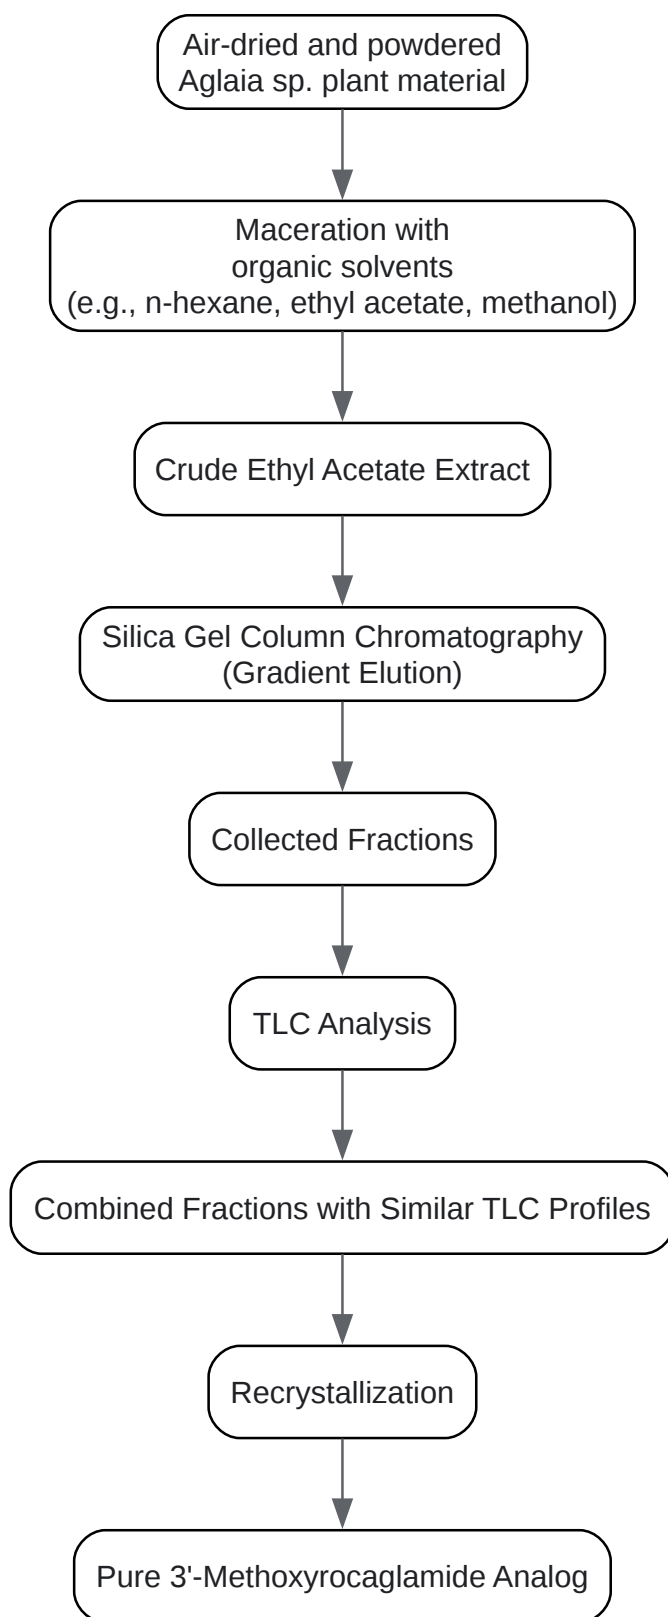 Air-dried and powdered
Aglaia sp. plant material
Maceration with
organic solvents
(e.g., n-hexane, ethyl acetate, methanol)
Crude Ethyl Acetate Extract
Silica Gel Column Chromatography
(Gradient Elution)
Collected Fractions
TLC Analysis
Combined Fractions with Similar TLC Profiles
Recrystallization
Pure 3'-Methoxyrocaglamide Analog